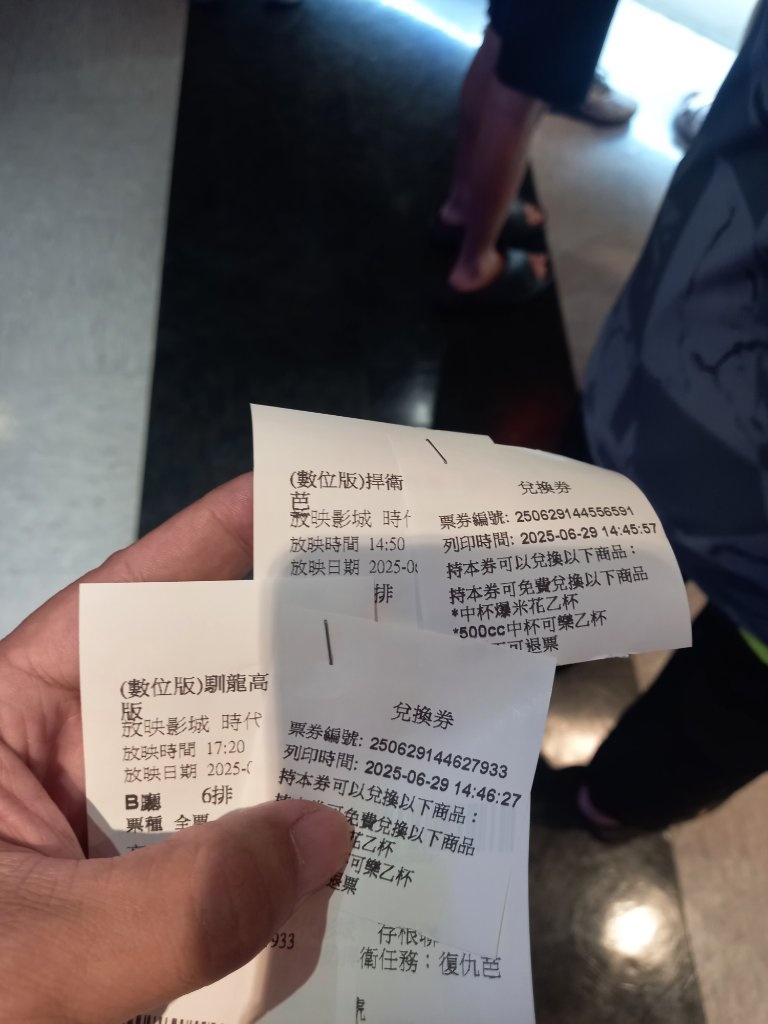 (數位版)捍衛
芭
放映影城 時代
放映時間 14:50
放映日期 2025-0
排
兌換券
票券編號: 250629144556591
列印時間: 2025-06-29 14:45:57
持本券可以兌換以下商品：
持本券可免費兌換以下商品
*中杯爆米花乙杯
*500cc中杯可樂乙杯
可退票
(數位版)馴龍高
版
放映影城 時代
放映時間 17:20
放映日期 2025-0
B廳 6排
票種 全票
兌換券
票券編號: 250629144627933
列印時間: 2025-06-29 14:46:27
持本券可以兌換以下商品：
持本券可免費兌換以下商品
花乙杯
可樂乙杯
退票
933
衛任務：復仇芭